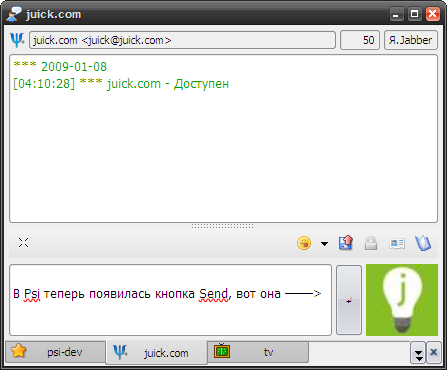 juick.com
juick.com <juick@juick.com>
50
Я.Jabber
*** 2009-01-08
[04:10:28] *** juick.com - Доступен
В Psi теперь появилась кнопка Send, вот она ——>
j
psi-dev
juick.com
tv